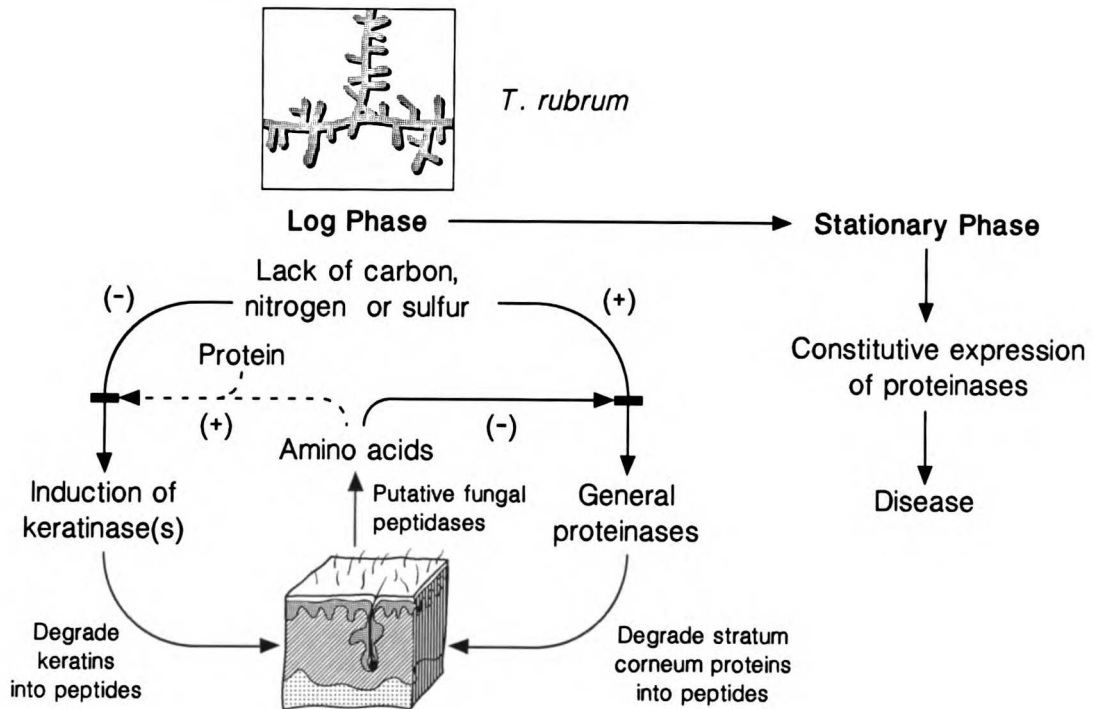 T. rubrum
Log Phase
Stationary Phase
Lack of carbon,
nitrogen or sulfur
(-)
(+)
Protein
(+)
(-)
Amino acids
Constitutive expression
of proteinases
Induction of
keratinase(s)
Putative fungal
peptidases
General
proteinases
Disease
Degrade
keratins
into peptides
Degrade stratum
corneum proteins
into peptides